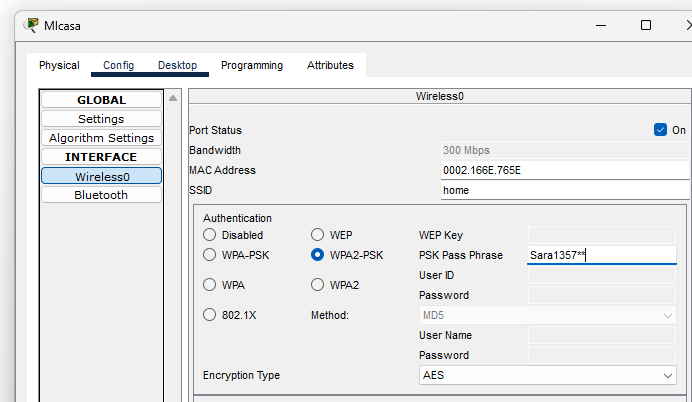 MIcasa
Physical Config Desktop Programming Attributes
GLOBAL
Settings
Algorithm Settings
INTERFACE
Wireless0
Bluetooth
Wireless0
Port Status On
Bandwidth 300 Mbps
MAC Address 0002.166E.765E
SSID home
Authentication
Disabled WEP WEP Key
WPA-PSK WPA2-PSK PSK Pass Phrase Sara1357**
User ID
WPA WPA2
Password
802.1X Method: MD5
User Name
Password
Encryption Type AES